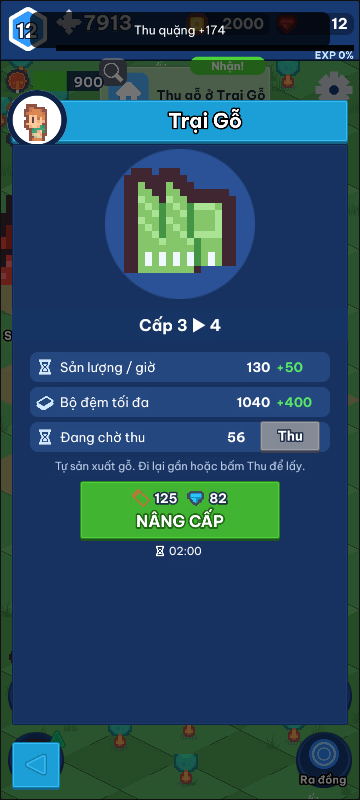 12
7913
2000
12
Thu quặng +174
EXP 0%
Nhận!
900
Thu gỗ ở Trại Gỗ
Trại Gỗ
Cấp 3 ▶ 4
Sản lượng / giờ 130 +50
Bộ đệm tối đa 1040 +400
Đang chờ thu 56 Thu
Tự sản xuất gỗ. Đi lại gần hoặc bấm Thu để lấy.
125 82
NÂNG CẤP
02:00
Ra đồng